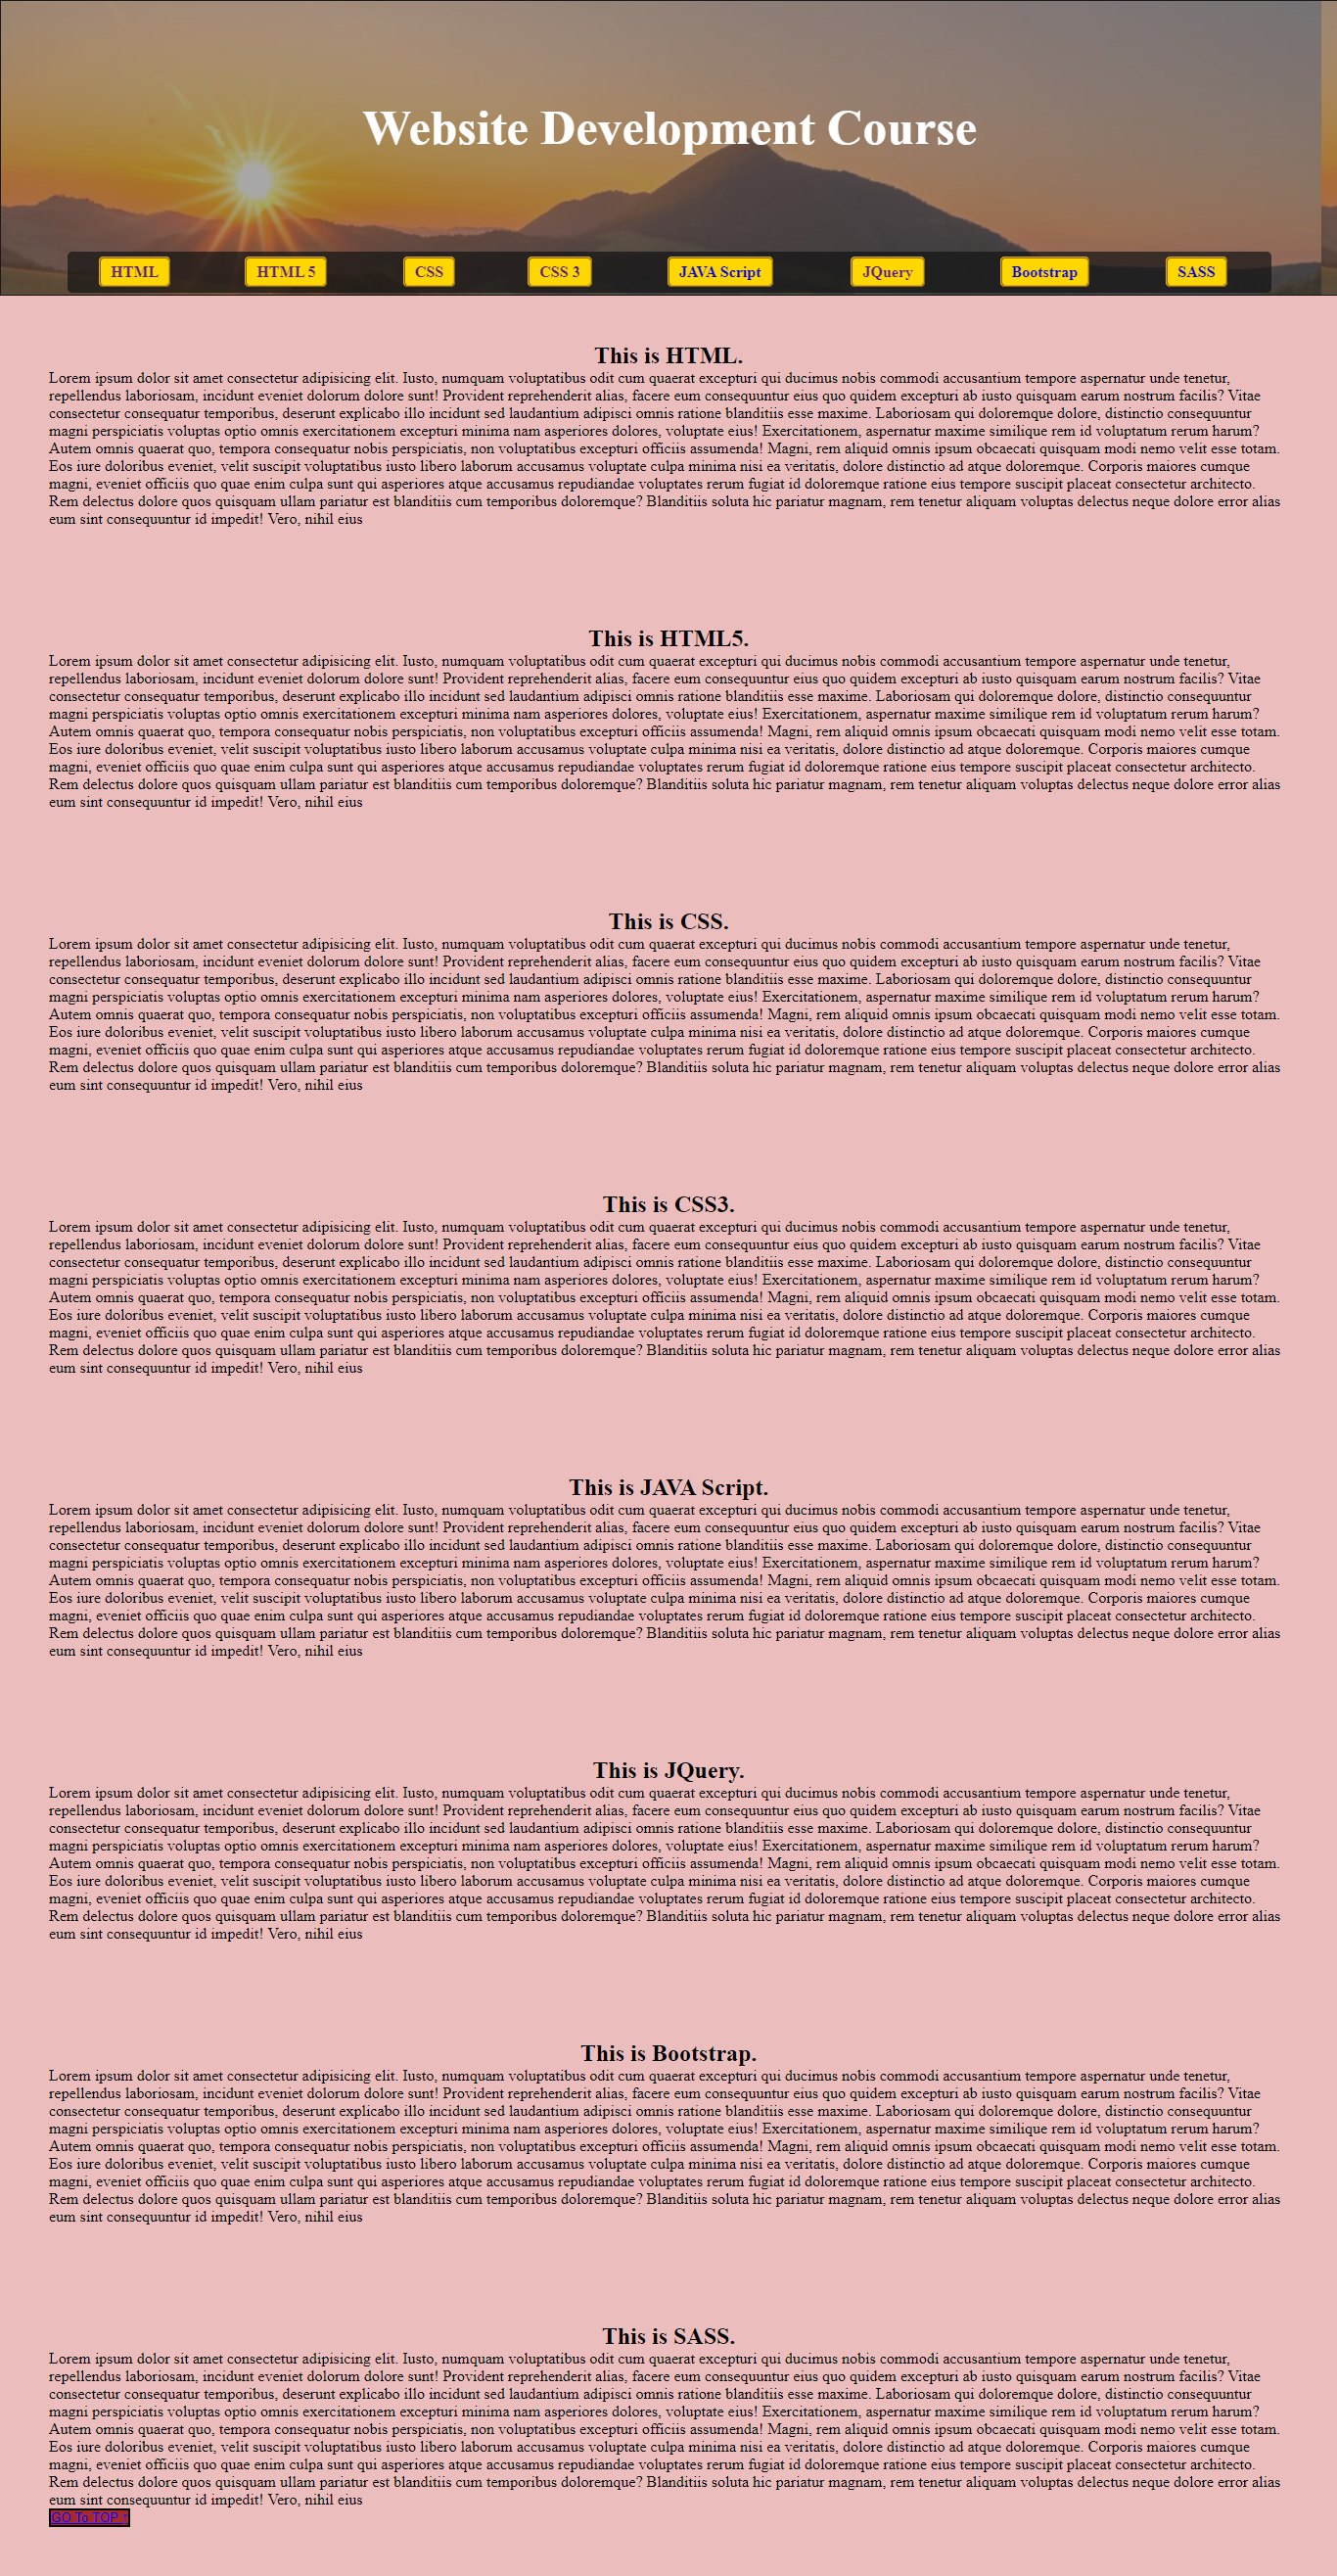 Website Development Course
HTML HTML 5 CSS CSS 3 JAVA Script JQuery Bootstrap SASS
This is HTML.
Lorem ipsum dolor sit amet consectetur adipisicing elit. Iusto, numquam voluptatibus odit cum quaerat excepturi qui ducimus nobis commodi accusantium tempore aspernatur unde tenetur,
repellendus laboriosam, incidunt eveniet dolorum dolore sunt! Provident reprehenderit alias, facere eum consequuntur eius quo quidem excepturi ab iusto quisquam earum nostrum facilis? Vitae
consectetur consequatur temporibus, deserunt explicabo illo incidunt sed laudantium adipisci omnis ratione blanditiis esse maxime. Laboriosam qui doloremque dolore, distinctio consequuntur
magni perspiciatis voluptas optio omnis exercitationem excepturi minima nam asperiores dolores, voluptate eius! Exercitationem, aspernatur maxime similique rem id voluptatum rerum harum?
Autem omnis quaerat quo, tempora consequatur nobis perspiciatis, non voluptatibus excepturi officiis assumenda! Magni, rem aliquid omnis ipsum obcaecati quisquam modi nemo velit esse totam.
Eos iure doloribus eveniet, velit suscipit voluptatibus iusto libero laborum accusamus voluptate culpa minima nisi ea veritatis, dolore distinctio ad atque doloremque. Corporis maiores cumque
magni, eveniet officiis quo quae enim culpa sunt qui asperiores atque accusamus repudiandae voluptates rerum fugiat id doloremque ratione eius tempore suscipit placeat consectetur architecto.
Rem delectus dolore quos quisquam ullam pariatur est blanditiis cum temporibus doloremque? Blanditiis soluta hic pariatur magnam, rem tenetur aliquam voluptas delectus neque dolore error alias
eum sint consequuntur id impedit! Vero, nihil eius
This is HTML5.
Lorem ipsum dolor sit amet consectetur adipisicing elit. Iusto, numquam voluptatibus odit cum quaerat excepturi qui ducimus nobis commodi accusantium tempore aspernatur unde tenetur,
repellendus laboriosam, incidunt eveniet dolorum dolore sunt! Provident reprehenderit alias, facere eum consequuntur eius quo quidem excepturi ab iusto quisquam earum nostrum facilis? Vitae
consectetur consequatur temporibus, deserunt explicabo illo incidunt sed laudantium adipisci omnis ratione blanditiis esse maxime. Laboriosam qui doloremque dolore, distinctio consequuntur
magni perspiciatis voluptas optio omnis exercitationem excepturi minima nam asperiores dolores, voluptate eius! Exercitationem, aspernatur maxime similique rem id voluptatum rerum harum?
Autem omnis quaerat quo, tempora consequatur nobis perspiciatis, non voluptatibus excepturi officiis assumenda! Magni, rem aliquid omnis ipsum obcaecati quisquam modi nemo velit esse totam.
Eos iure doloribus eveniet, velit suscipit voluptatibus iusto libero laborum accusamus voluptate culpa minima nisi ea veritatis, dolore distinctio ad atque doloremque. Corporis maiores cumque
magni, eveniet officiis quo quae enim culpa sunt qui asperiores atque accusamus repudiandae voluptates rerum fugiat id doloremque ratione eius tempore suscipit placeat consectetur architecto.
Rem delectus dolore quos quisquam ullam pariatur est blanditiis cum temporibus doloremque? Blanditiis soluta hic pariatur magnam, rem tenetur aliquam voluptas delectus neque dolore error alias
eum sint consequuntur id impedit! Vero, nihil eius
This is CSS.
Lorem ipsum dolor sit amet consectetur adipisicing elit. Iusto, numquam voluptatibus odit cum quaerat excepturi qui ducimus nobis commodi accusantium tempore aspernatur unde tenetur,
repellendus laboriosam, incidunt eveniet dolorum dolore sunt! Provident reprehenderit alias, facere eum consequuntur eius quo quidem excepturi ab iusto quisquam earum nostrum facilis? Vitae
consectetur consequatur temporibus, deserunt explicabo illo incidunt sed laudantium adipisci omnis ratione blanditiis esse maxime. Laboriosam qui doloremque dolore, distinctio consequuntur
magni perspiciatis voluptas optio omnis exercitationem excepturi minima nam asperiores dolores, voluptate eius! Exercitationem, aspernatur maxime similique rem id voluptatum rerum harum?
Autem omnis quaerat quo, tempora consequatur nobis perspiciatis, non voluptatibus excepturi officiis assumenda! Magni, rem aliquid omnis ipsum obcaecati quisquam modi nemo velit esse totam.
Eos iure doloribus eveniet, velit suscipit voluptatibus iusto libero laborum accusamus voluptate culpa minima nisi ea veritatis, dolore distinctio ad atque doloremque. Corporis maiores cumque
magni, eveniet officiis quo quae enim culpa sunt qui asperiores atque accusamus repudiandae voluptates rerum fugiat id doloremque ratione eius tempore suscipit placeat consectetur architecto.
Rem delectus dolore quos quisquam ullam pariatur est blanditiis cum temporibus doloremque? Blanditiis soluta hic pariatur magnam, rem tenetur aliquam voluptas delectus neque dolore error alias
eum sint consequuntur id impedit! Vero, nihil eius
This is CSS3.
Lorem ipsum dolor sit amet consectetur adipisicing elit. Iusto, numquam voluptatibus odit cum quaerat excepturi qui ducimus nobis commodi accusantium tempore aspernatur unde tenetur,
repellendus laboriosam, incidunt eveniet dolorum dolore sunt! Provident reprehenderit alias, facere eum consequuntur eius quo quidem excepturi ab iusto quisquam earum nostrum facilis? Vitae
consectetur consequatur temporibus, deserunt explicabo illo incidunt sed laudantium adipisci omnis ratione blanditiis esse maxime. Laboriosam qui doloremque dolore, distinctio consequuntur
magni perspiciatis voluptas optio omnis exercitationem excepturi minima nam asperiores dolores, voluptate eius! Exercitationem, aspernatur maxime similique rem id voluptatum rerum harum?
Autem omnis quaerat quo, tempora consequatur nobis perspiciatis, non voluptatibus excepturi officiis assumenda! Magni, rem aliquid omnis ipsum obcaecati quisquam modi nemo velit esse totam.
Eos iure doloribus eveniet, velit suscipit voluptatibus iusto libero laborum accusamus voluptate culpa minima nisi ea veritatis, dolore distinctio ad atque doloremque. Corporis maiores cumque
magni, eveniet officiis quo quae enim culpa sunt qui asperiores atque accusamus repudiandae voluptates rerum fugiat id doloremque ratione eius tempore suscipit placeat consectetur architecto.
Rem delectus dolore quos quisquam ullam pariatur est blanditiis cum temporibus doloremque? Blanditiis soluta hic pariatur magnam, rem tenetur aliquam voluptas delectus neque dolore error alias
eum sint consequuntur id impedit! Vero, nihil eius
This is JAVA Script.
Lorem ipsum dolor sit amet consectetur adipisicing elit. Iusto, numquam voluptatibus odit cum quaerat excepturi qui ducimus nobis commodi accusantium tempore aspernatur unde tenetur,
repellendus laboriosam, incidunt eveniet dolorum dolore sunt! Provident reprehenderit alias, facere eum consequuntur eius quo quidem excepturi ab iusto quisquam earum nostrum facilis? Vitae
consectetur consequatur temporibus, deserunt explicabo illo incidunt sed laudantium adipisci omnis ratione blanditiis esse maxime. Laboriosam qui doloremque dolore, distinctio consequuntur
magni perspiciatis voluptas optio omnis exercitationem excepturi minima nam asperiores dolores, voluptate eius! Exercitationem, aspernatur maxime similique rem id voluptatum rerum harum?
Autem omnis quaerat quo, tempora consequatur nobis perspiciatis, non voluptatibus excepturi officiis assumenda! Magni, rem aliquid omnis ipsum obcaecati quisquam modi nemo velit esse totam.
Eos iure doloribus eveniet, velit suscipit voluptatibus iusto libero laborum accusamus voluptate culpa minima nisi ea veritatis, dolore distinctio ad atque doloremque. Corporis maiores cumque
magni, eveniet officiis quo quae enim culpa sunt qui asperiores atque accusamus repudiandae voluptates rerum fugiat id doloremque ratione eius tempore suscipit placeat consectetur architecto.
Rem delectus dolore quos quisquam ullam pariatur est blanditiis cum temporibus doloremque? Blanditiis soluta hic pariatur magnam, rem tenetur aliquam voluptas delectus neque dolore error alias
eum sint consequuntur id impedit! Vero, nihil eius
This is JQuery.
Lorem ipsum dolor sit amet consectetur adipisicing elit. Iusto, numquam voluptatibus odit cum quaerat excepturi qui ducimus nobis commodi accusantium tempore aspernatur unde tenetur,
repellendus laboriosam, incidunt eveniet dolorum dolore sunt! Provident reprehenderit alias, facere eum consequuntur eius quo quidem excepturi ab iusto quisquam earum nostrum facilis? Vitae
consectetur consequatur temporibus, deserunt explicabo illo incidunt sed laudantium adipisci omnis ratione blanditiis esse maxime. Laboriosam qui doloremque dolore, distinctio consequuntur
magni perspiciatis voluptas optio omnis exercitationem excepturi minima nam asperiores dolores, voluptate eius! Exercitationem, aspernatur maxime similique rem id voluptatum rerum harum?
Autem omnis quaerat quo, tempora consequatur nobis perspiciatis, non voluptatibus excepturi officiis assumenda! Magni, rem aliquid omnis ipsum obcaecati quisquam modi nemo velit esse totam.
Eos iure doloribus eveniet, velit suscipit voluptatibus iusto libero laborum accusamus voluptate culpa minima nisi ea veritatis, dolore distinctio ad atque doloremque. Corporis maiores cumque
magni, eveniet officiis quo quae enim culpa sunt qui asperiores atque accusamus repudiandae voluptates rerum fugiat id doloremque ratione eius tempore suscipit placeat consectetur architecto.
Rem delectus dolore quos quisquam ullam pariatur est blanditiis cum temporibus doloremque? Blanditiis soluta hic pariatur magnam, rem tenetur aliquam voluptas delectus neque dolore error alias
eum sint consequuntur id impedit! Vero, nihil eius
This is Bootstrap.
Lorem ipsum dolor sit amet consectetur adipisicing elit. Iusto, numquam voluptatibus odit cum quaerat excepturi qui ducimus nobis commodi accusantium tempore aspernatur unde tenetur,
repellendus laboriosam, incidunt eveniet dolorum dolore sunt! Provident reprehenderit alias, facere eum consequuntur eius quo quidem excepturi ab iusto quisquam earum nostrum facilis? Vitae
consectetur consequatur temporibus, deserunt explicabo illo incidunt sed laudantium adipisci omnis ratione blanditiis esse maxime. Laboriosam qui doloremque dolore, distinctio consequuntur
magni perspiciatis voluptas optio omnis exercitationem excepturi minima nam asperiores dolores, voluptate eius! Exercitationem, aspernatur maxime similique rem id voluptatum rerum harum?
Autem omnis quaerat quo, tempora consequatur nobis perspiciatis, non voluptatibus excepturi officiis assumenda! Magni, rem aliquid omnis ipsum obcaecati quisquam modi nemo velit esse totam.
Eos iure doloribus eveniet, velit suscipit voluptatibus iusto libero laborum accusamus voluptate culpa minima nisi ea veritatis, dolore distinctio ad atque doloremque. Corporis maiores cumque
magni, eveniet officiis quo quae enim culpa sunt qui asperiores atque accusamus repudiandae voluptates rerum fugiat id doloremque ratione eius tempore suscipit placeat consectetur architecto.
Rem delectus dolore quos quisquam ullam pariatur est blanditiis cum temporibus doloremque? Blanditiis soluta hic pariatur magnam, rem tenetur aliquam voluptas delectus neque dolore error alias
eum sint consequuntur id impedit! Vero, nihil eius
This is SASS.
Lorem ipsum dolor sit amet consectetur adipisicing elit. Iusto, numquam voluptatibus odit cum quaerat excepturi qui ducimus nobis commodi accusantium tempore aspernatur unde tenetur,
repellendus laboriosam, incidunt eveniet dolorum dolore sunt! Provident reprehenderit alias, facere eum consequuntur eius quo quidem excepturi ab iusto quisquam earum nostrum facilis? Vitae
consectetur consequatur temporibus, deserunt explicabo illo incidunt sed laudantium adipisci omnis ratione blanditiis esse maxime. Laboriosam qui doloremque dolore, distinctio consequuntur
magni perspiciatis voluptas optio omnis exercitationem excepturi minima nam asperiores dolores, voluptate eius! Exercitationem, aspernatur maxime similique rem id voluptatum rerum harum?
Autem omnis quaerat quo, tempora consequatur nobis perspiciatis, non voluptatibus excepturi officiis assumenda! Magni, rem aliquid omnis ipsum obcaecati quisquam modi nemo velit esse totam.
Eos iure doloribus eveniet, velit suscipit voluptatibus iusto libero laborum accusamus voluptate culpa minima nisi ea veritatis, dolore distinctio ad atque doloremque. Corporis maiores cumque
magni, eveniet officiis quo quae enim culpa sunt qui asperiores atque accusamus repudiandae voluptates rerum fugiat id doloremque ratione eius tempore suscipit placeat consectetur architecto.
Rem delectus dolore quos quisquam ullam pariatur est blanditiis cum temporibus doloremque? Blanditiis soluta hic pariatur magnam, rem tenetur aliquam voluptas delectus neque dolore error alias
eum sint consequuntur id impedit! Vero, nihil eius
GO To TOP ↑